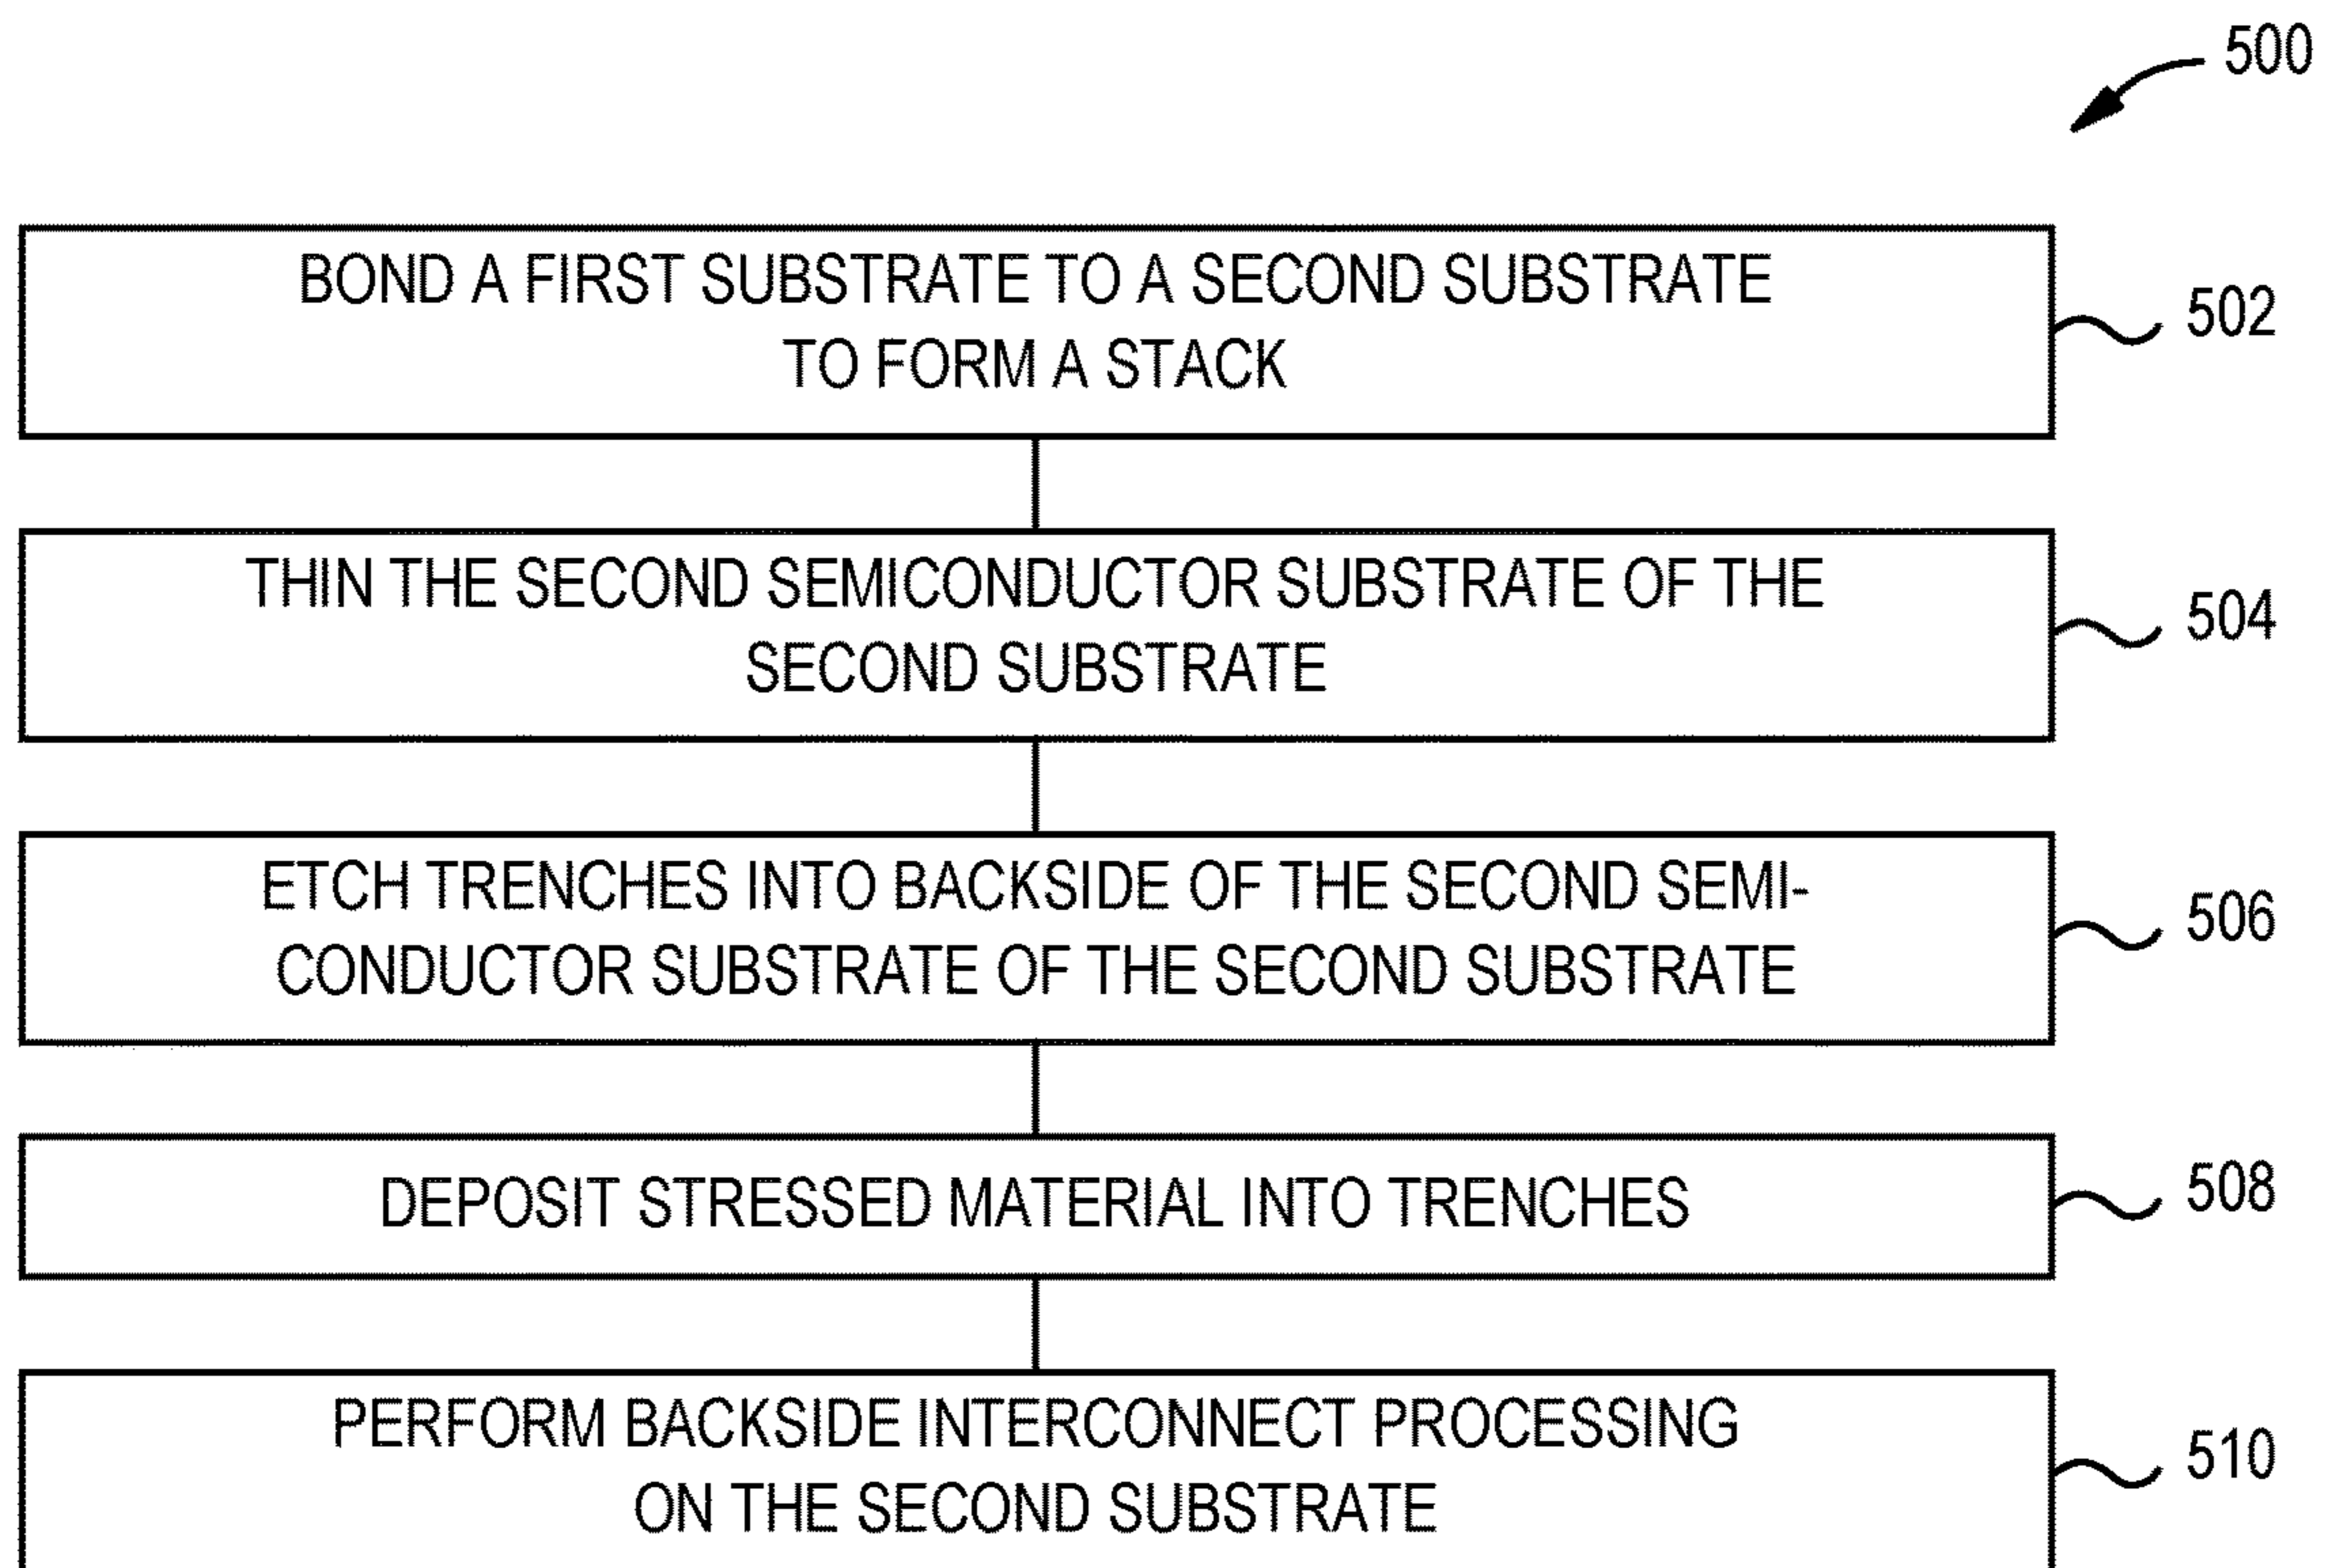 500
BOND A FIRST SUBSTRATE TO A SECOND SUBSTRATE
TO FORM A STACK
502
THIN THE SECOND SEMICONDUCTOR SUBSTRATE OF THE
SECOND SUBSTRATE
504
ETCH TRENCHES INTO BACKSIDE OF THE SECOND SEMI-
CONDUCTOR SUBSTRATE OF THE SECOND SUBSTRATE
506
DEPOSIT STRESSED MATERIAL INTO TRENCHES
508
PERFORM BACKSIDE INTERCONNECT PROCESSING
ON THE SECOND SUBSTRATE
510